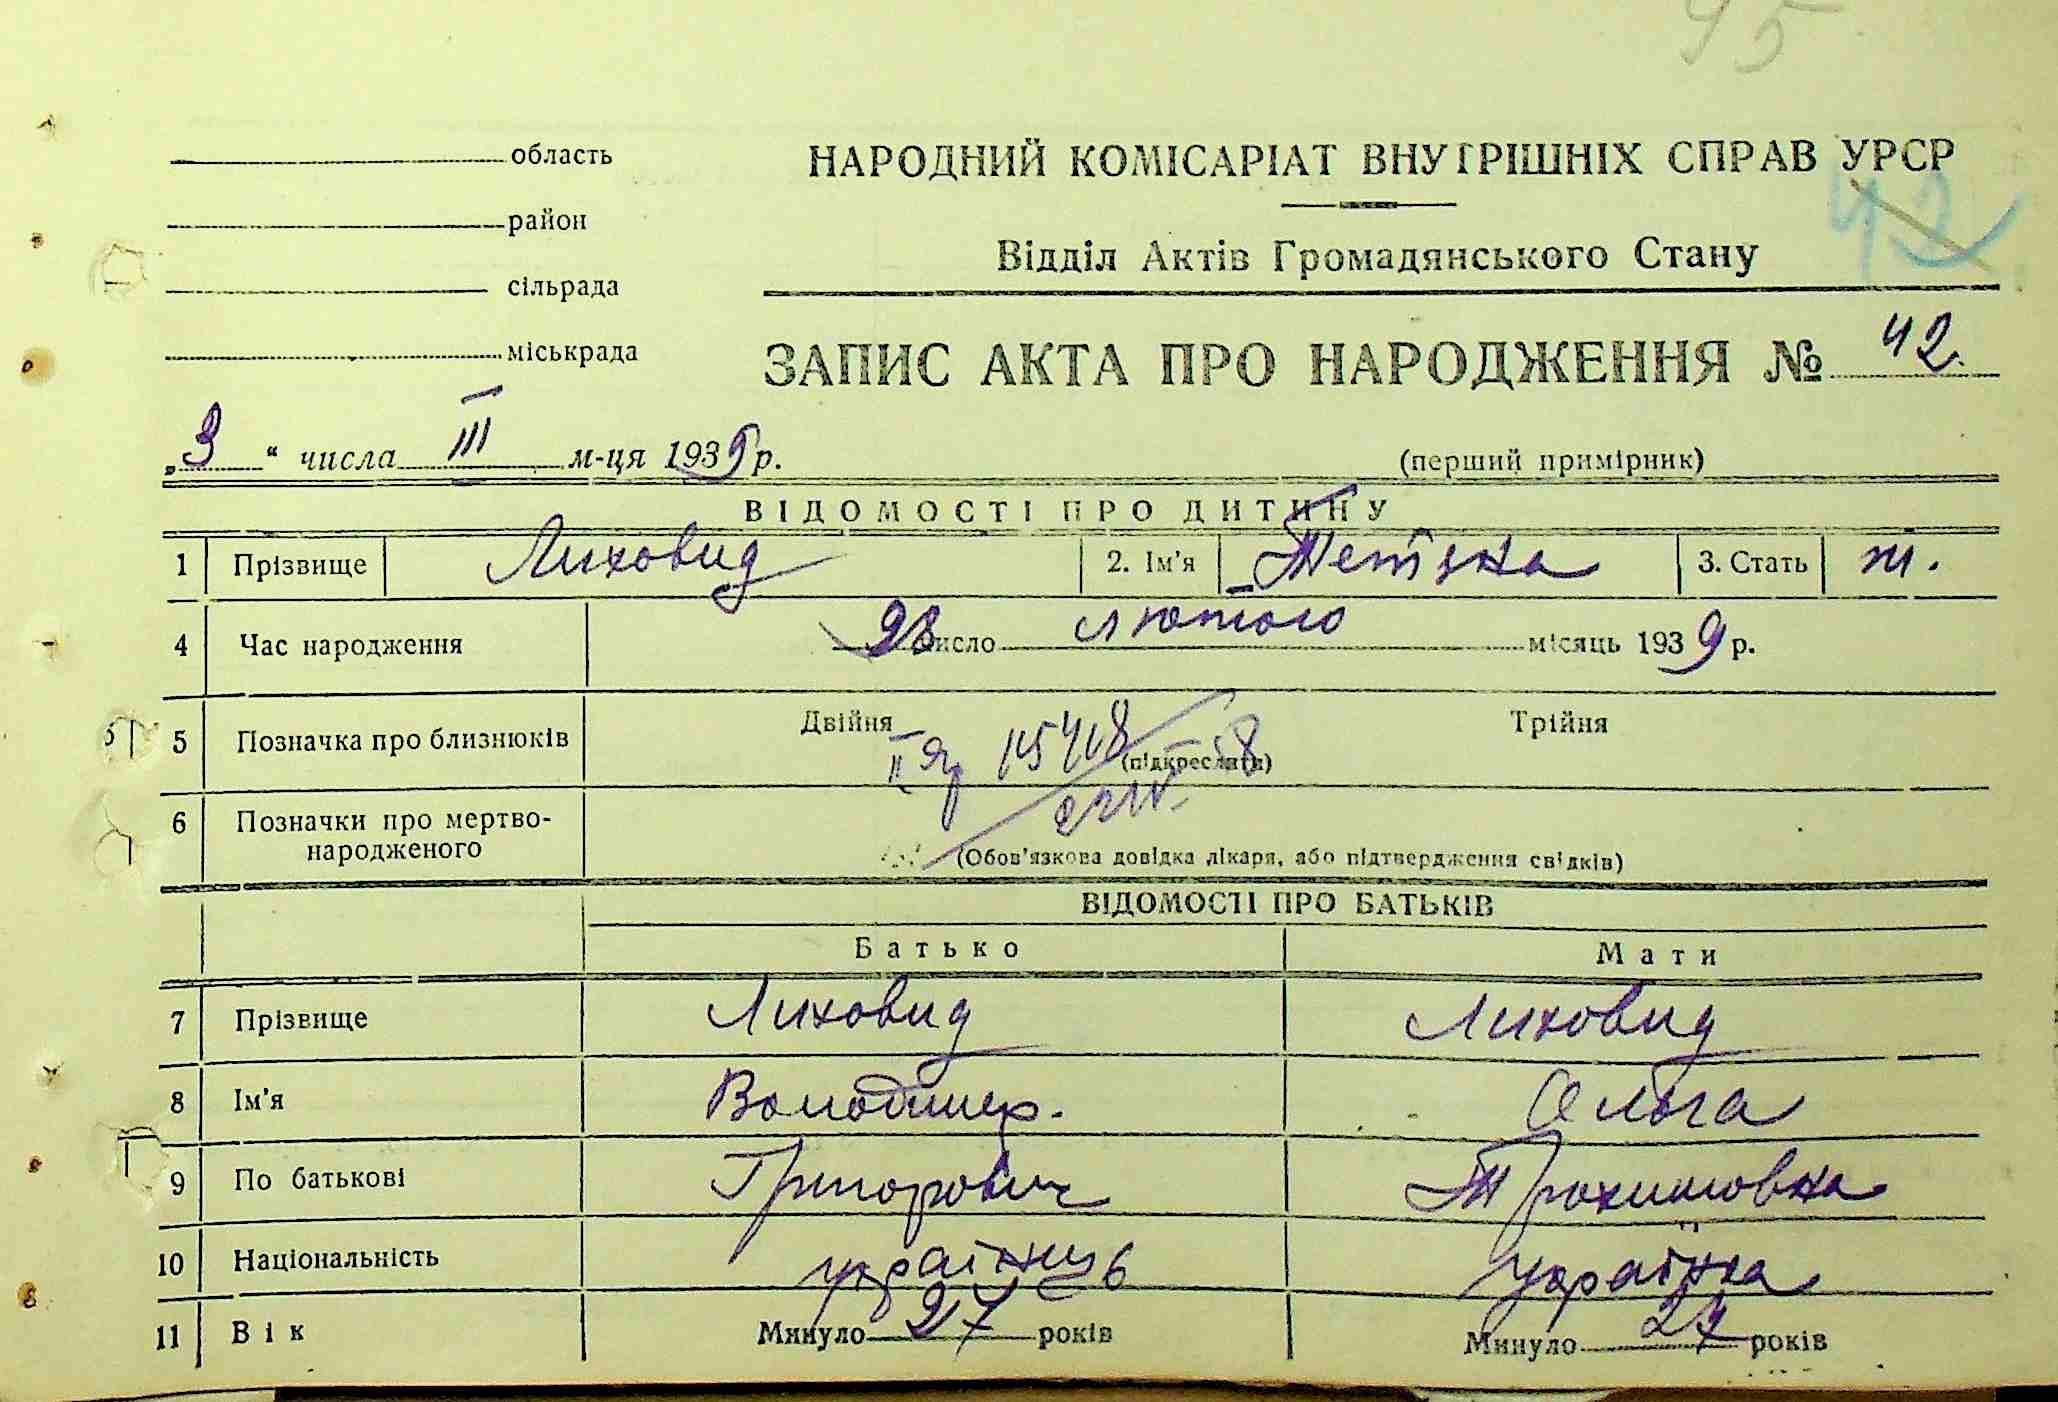 95
область
НАРОДНИЙ КОМІСАРІАТ ВНУТРІШНІХ СПРАВ УРСР
район
Відділ Актів Громадянського Стану
42
сільрада
міськрада
ЗАПИС АКТА ПРО НАРОДЖЕННЯ № 42.
„3“ числа III м-ця 1939 р.
(перший примірник)
ВІДОМОСТІ ПРО ДИТИНУ
1 Прізвище Лиховид 2. Ім'я Тетяна 3. Стать ж.
4 Час народження 28 число лютого місяць 1939 р.
5 Позначка про близнюків Двійня Трійня
(підкреслити)
ІІ
6 Позначки про мертво-
народженого
(Обов'язкова довідка лікаря, або підтвердження свідків)
ВІДОМОСТІ ПРО БАТЬКІВ
Батько Мати
7 Прізвище Лиховид Лиховид
8 Ім'я Володимер. Ольга
9 По батькові Григорович Трохимовна
10 Національність українець українка
11 Вік Минуло 27 років Минуло 27 років